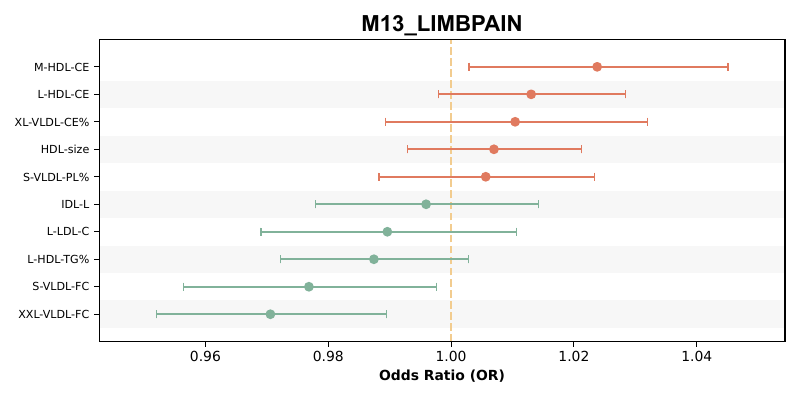 M13_LIMBPAIN
M-HDL-CE
L-HDL-CE
XL-VLDL-CE%
HDL-size
S-VLDL-PL%
IDL-L
L-LDL-C
L-HDL-TG%
S-VLDL-FC
XXL-VLDL-FC
0.96 0.98 1.00 1.02 1.04
Odds Ratio (OR)